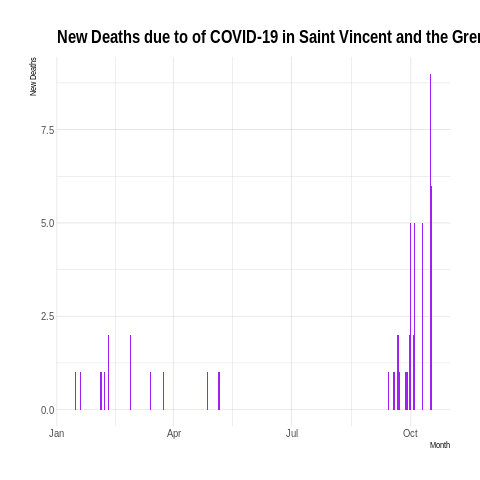 New Deaths due to of COVID-19 in Saint Vincent and the Gre
New Deaths
7.5
5.0
2.5
0.0
Jan
Apr
Jul
Oct
Month